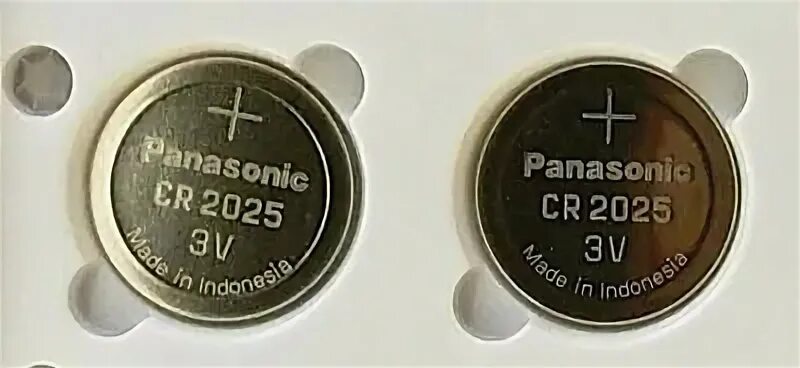 +
Panasonic
CR 2025
3V
Made in Indonesia
+
Panasonic
CR 2025
3V
Made in Indonesia